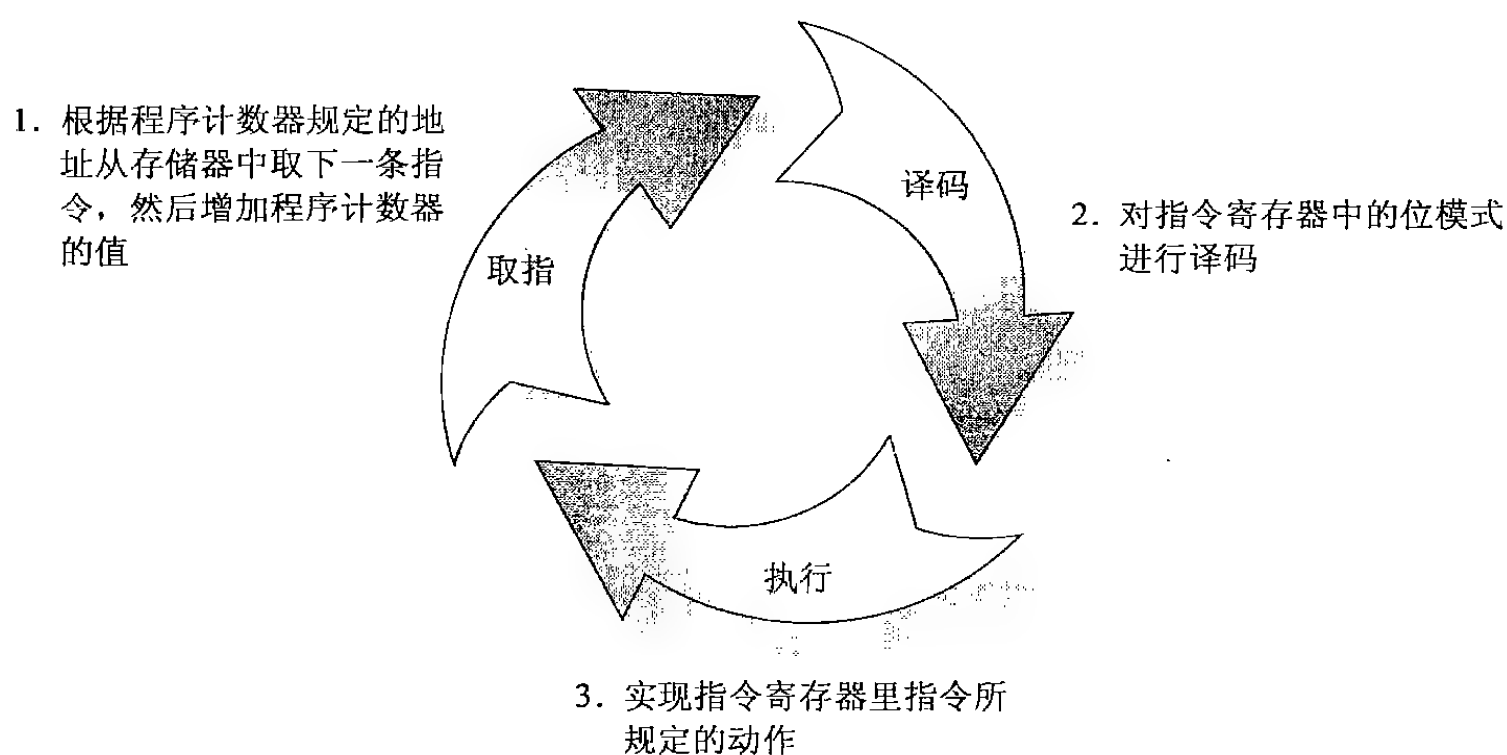 1. 根据程序计数器规定的地
址从存储器中取下一条指
令，然后增加程序计数器
的值
取指
译码
2. 对指令寄存器中的位模式
进行译码
执行
3. 实现指令寄存器里指令所
规定的动作